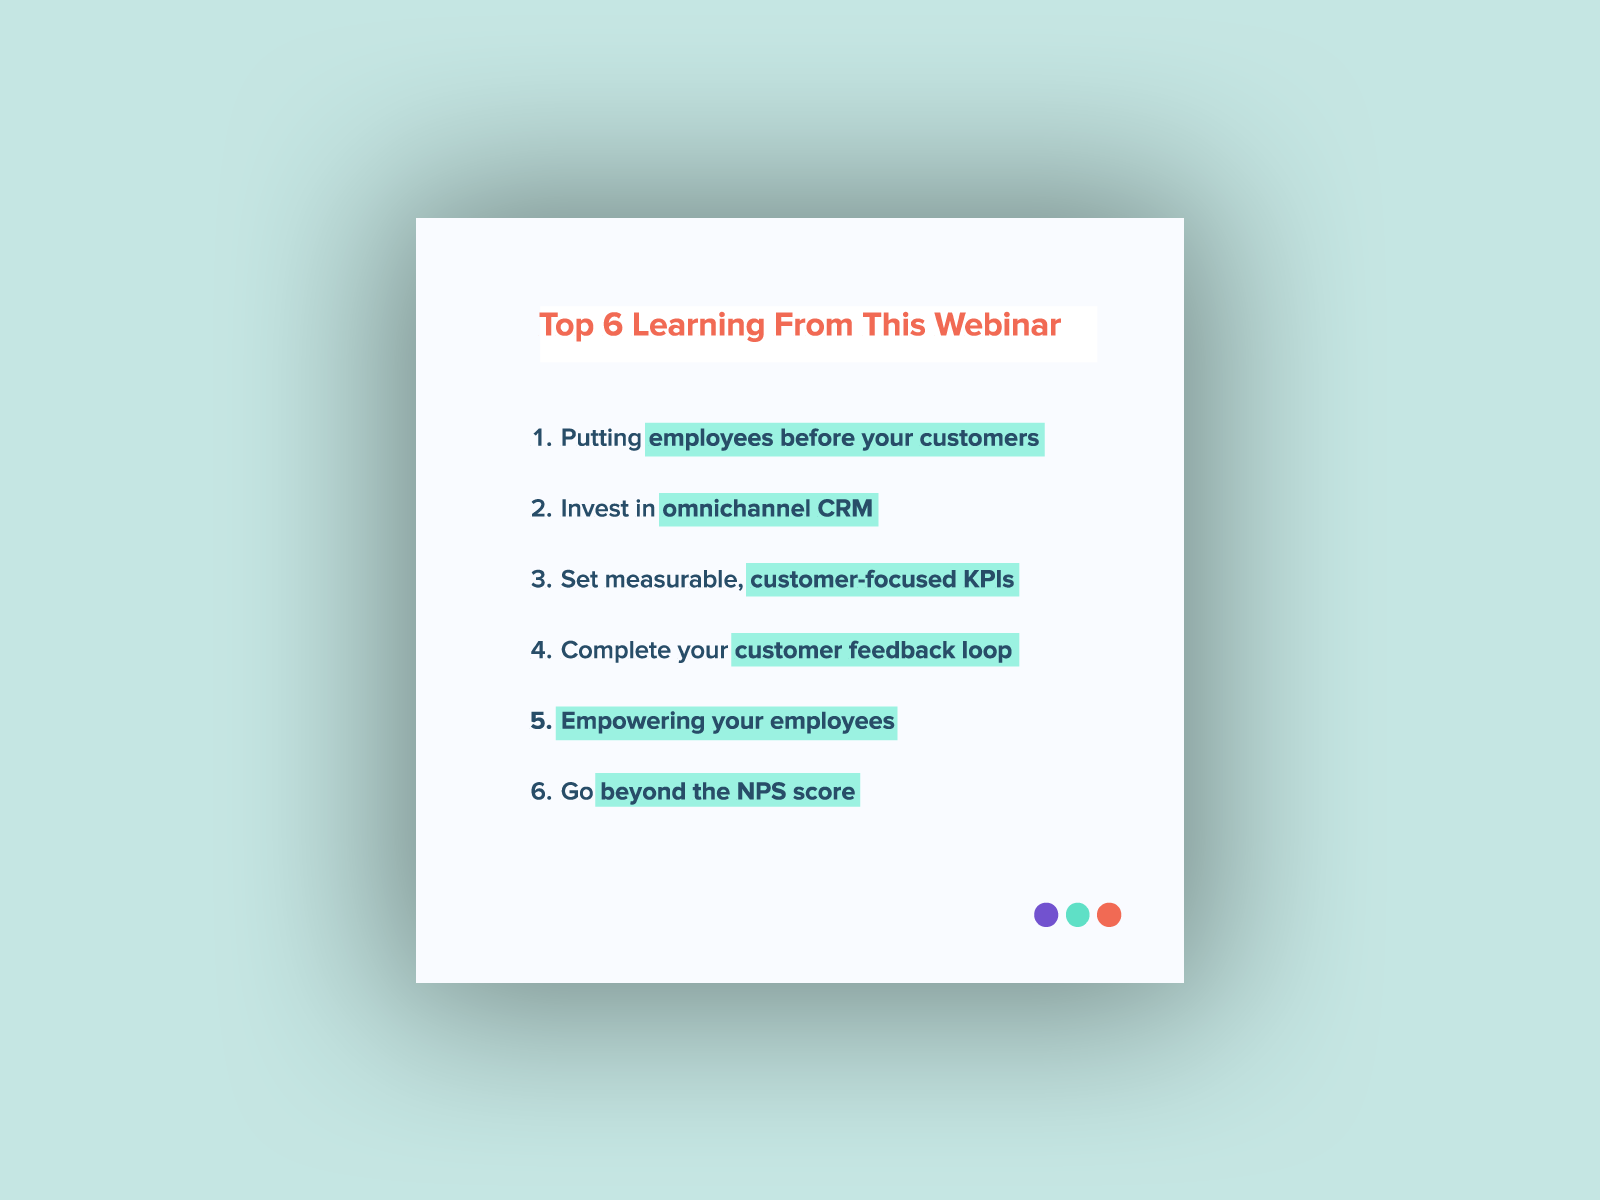 Top 6 Learning From This Webinar
1. Putting employees before your customers
2. Invest in omnichannel CRM
3. Set measurable, customer-focused KPIs
4. Complete your customer feedback loop
5. Empowering your employees
6. Go beyond the NPS score